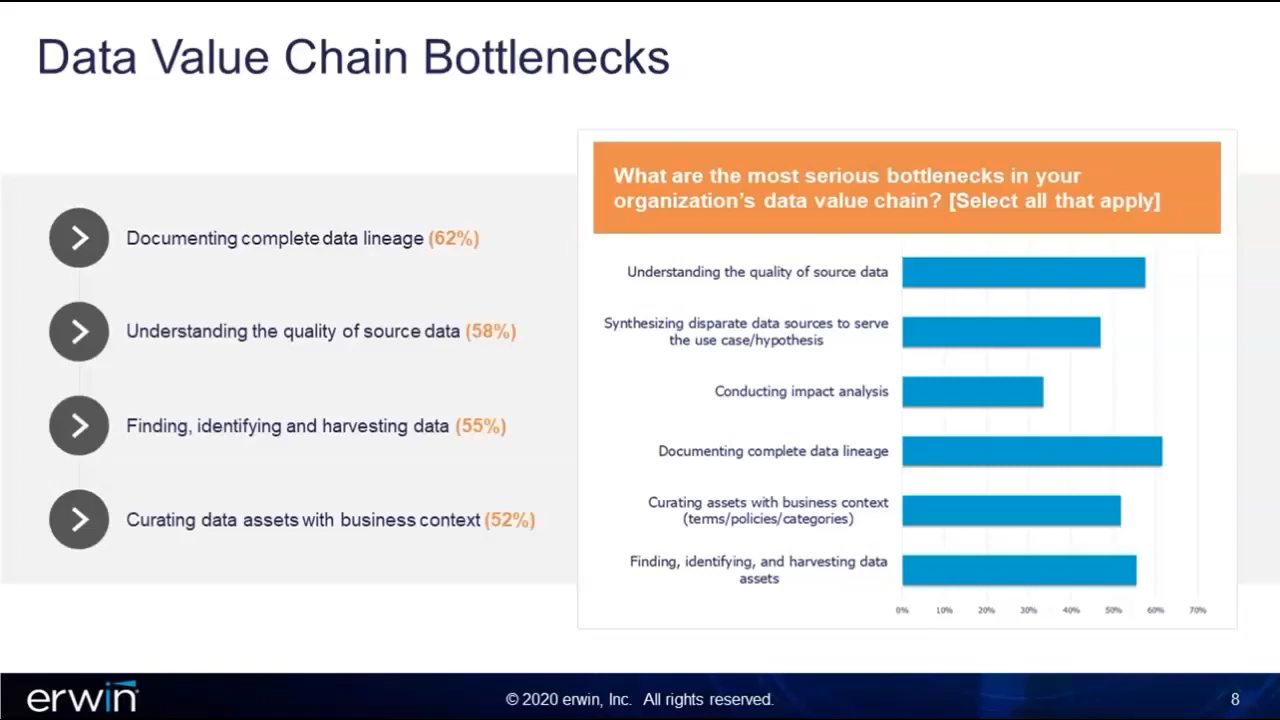 Data Value Chain Bottlenecks
Documenting complete data lineage (62%)
Understanding the quality of source data (58%)
Finding, identifying and harvesting data (55%)
Curating data assets with business context (52%)
What are the most serious bottlenecks in your
organization's data value chain? [Select all that apply]
Understanding the quality of source data
Synthesizing disparate data sources to serve
the use case/hypothesis
Conducting impact analysis
Documenting complete data lineage
Curating assets with business context
(terms/policies/categories)
Finding, identifying, and harvesting data
assets
0% 10% 20% 30% 40% 50% 60% 70%
erwin
© 2020 erwin, Inc. All rights reserved.
8